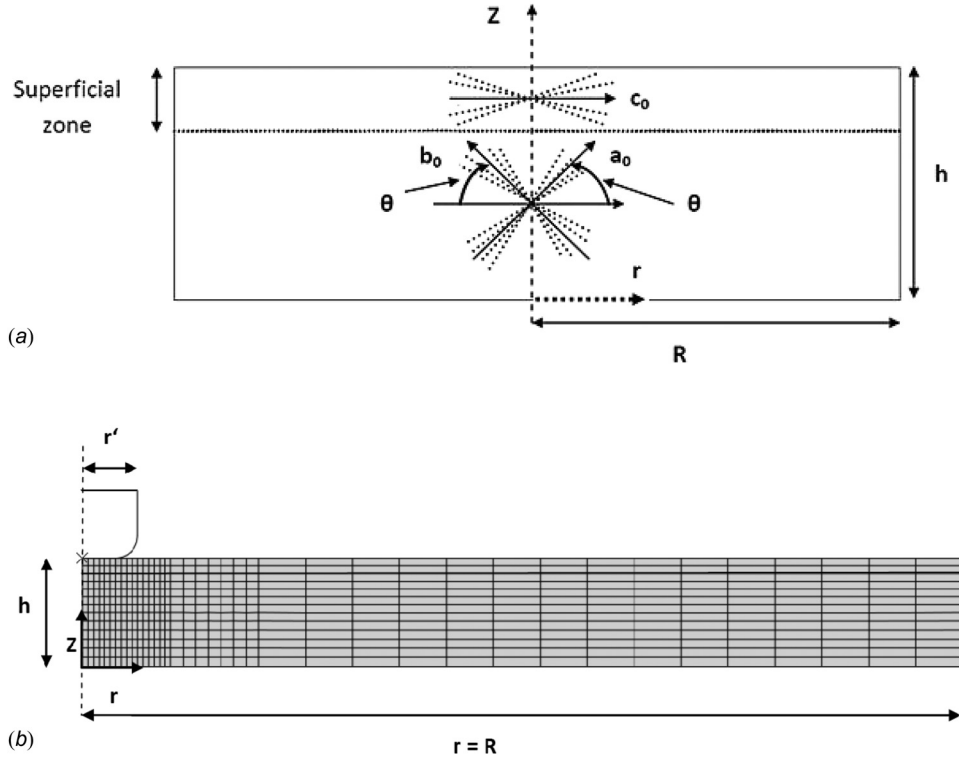 Z
Superficial
zone
c₀
b₀
a₀
θ
θ
h
r
R
(a)
r‘
h
Z
r
r = R
(b)